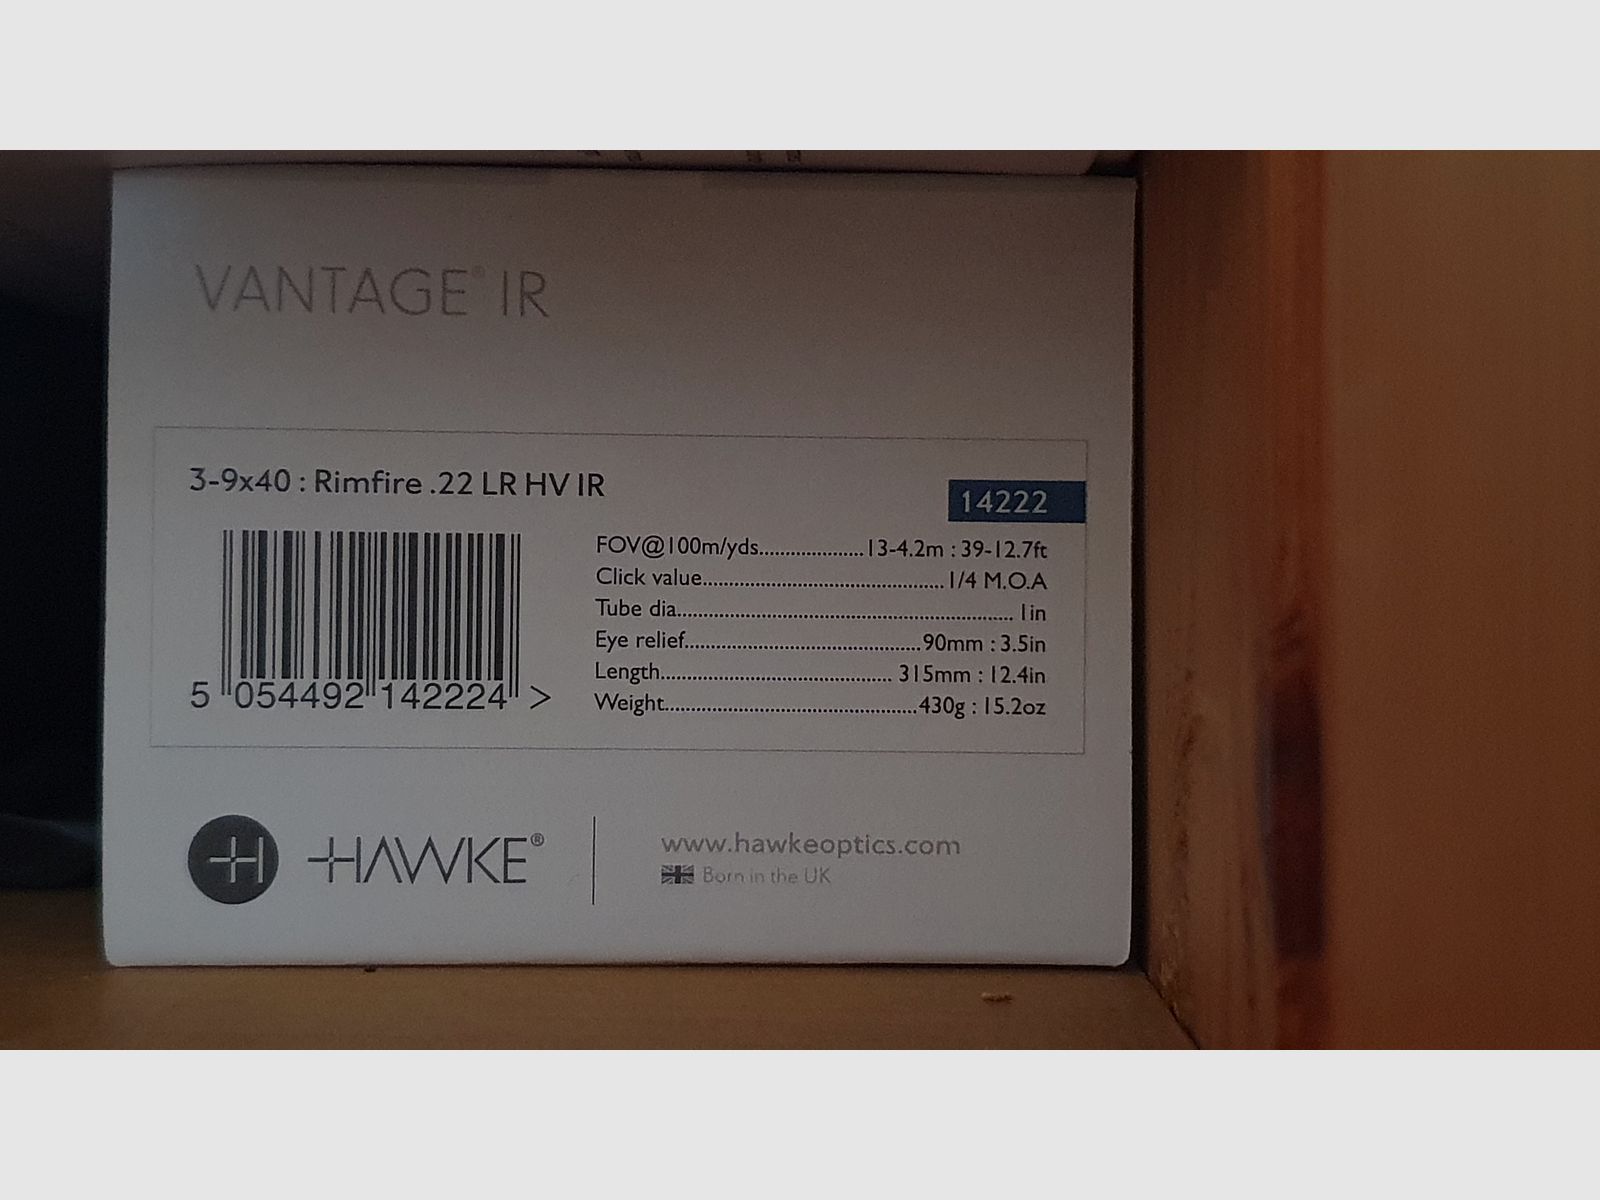 VANTAGE® IR
3-9x40 : Rimfire .22 LR HV IR
14222
FOV@100m/yds....................13-4.2m : 39-12.7ft
Click value..........................................1/4 M.O.A
Tube dia............................................................1in
Eye relief..........................................90mm : 3.5in
Length.........................................315mm : 12.4in
Weight.............................................430g : 15.2oz
5 054492 142224 >
HAWKE®
www.hawkeoptics.com
Born in the UK